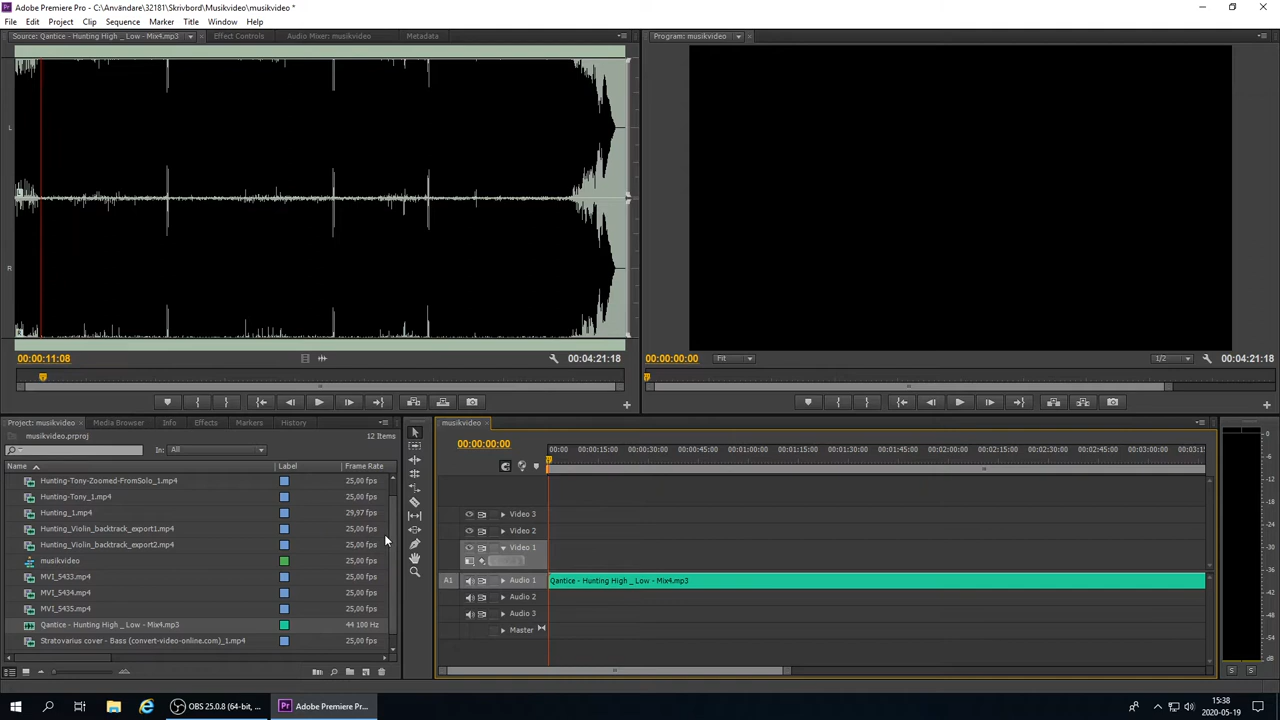 Adobe Premiere Pro - C:\Användare\32181\Skrivbord\Musikvideo\musikvideo *
File Edit Project Clip Sequence Marker Title Window Help
Source: Qantice - Hunting High _ Low - Mix4.mp3 Effect Controls Audio Mixer: musikvideo Metadata
Program: musikvideo
L
R
00:00:11:08 00:04:21:18
00:00:00:00 Fit 1/2 00:04:21:18
Project: musikvideo Media Browser Info Effects Markers History
musikvideo.prproj 12 Items
In: All
Name Label Frame Rate
Hunting-Tony-Zoomed-FromSolo_1.mp4 25,00 fps
Hunting-Tony_1.mp4 25,00 fps
Hunting_1.mp4 29,97 fps
Hunting_Violin_backtrack_export1.mp4 25,00 fps
Hunting_Violin_backtrack_export2.mp4 25,00 fps
musikvideo 25,00 fps
MVI_5433.mp4 25,00 fps
MVI_5434.mp4 25,00 fps
MVI_5435.mp4 25,00 fps
Qantice - Hunting High _ Low - Mix4.mp3 44 100 Hz
Stratovarius cover - Bass (convert-video-online.com)_1.mp4 25,00 fps
musikvideo
00:00:00:00
00:00 00:00:15:00 00:00:30:00 00:00:45:00 00:01:00:00 00:01:15:00 00:01:30:00 00:01:45:00 00:02:00:00 00:02:15:00 00:02:30:00 00:02:45:00 00:03:00:00 00:03:15
Video 3
Video 2
Video 1
A1 Audio 1 Qantice - Hunting High _ Low - Mix4.mp3
Audio 2
Audio 3
Master
0
-6
-12
-18
-24
-30
-36
-42
-48
-54
dB
S S
OBS 25.0.8 (64-bit, ... Adobe Premiere Pr...
15:38
2020-05-19